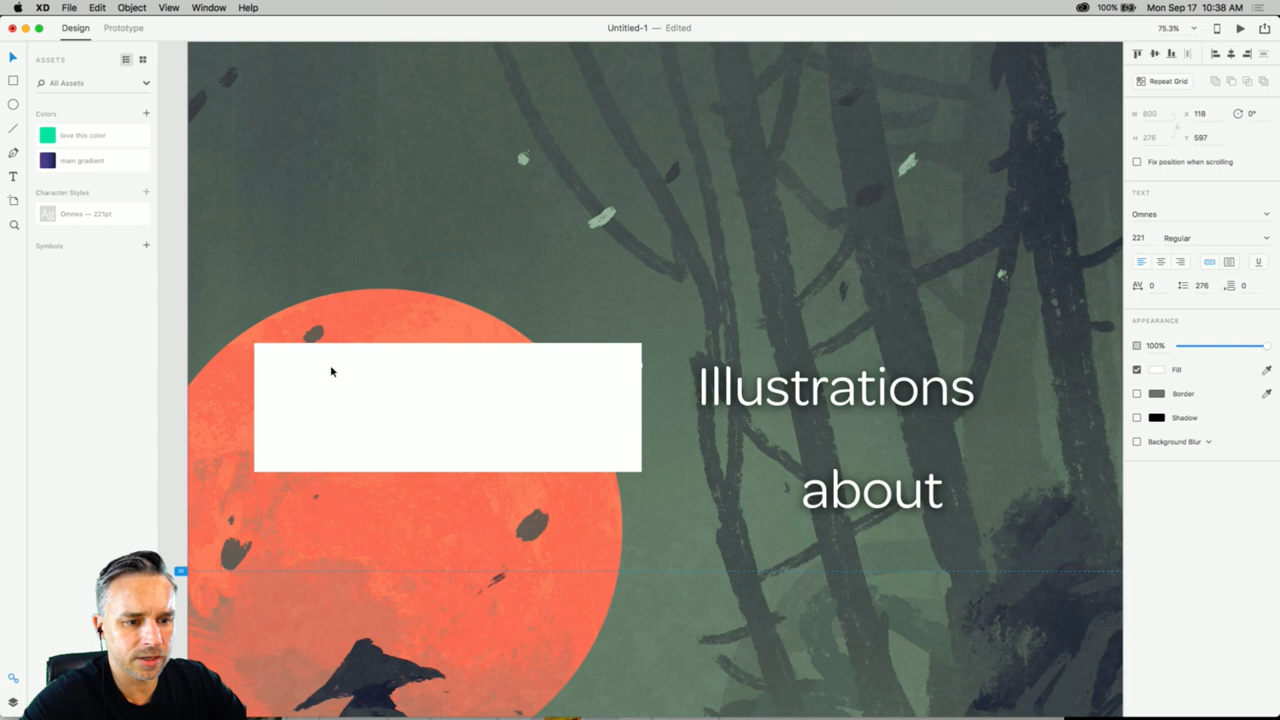 XD File Edit Object View Window Help
100% Mon Sep 17 10:38 AM
Design Prototype
Untitled-1 — Edited
75.3%
ASSETS
All Assets
Colors
love this color
main gradient
Character Styles
Ag Omnes — 221pt
Symbols
Illustrations
about
Repeat Grid
W 800 X 118 0°
H 276 Y 597
Fix position when scrolling
TEXT
Omnes
221 Regular
AV 0 276 0
APPEARANCE
100%
Fill
Border
Shadow
Background Blur